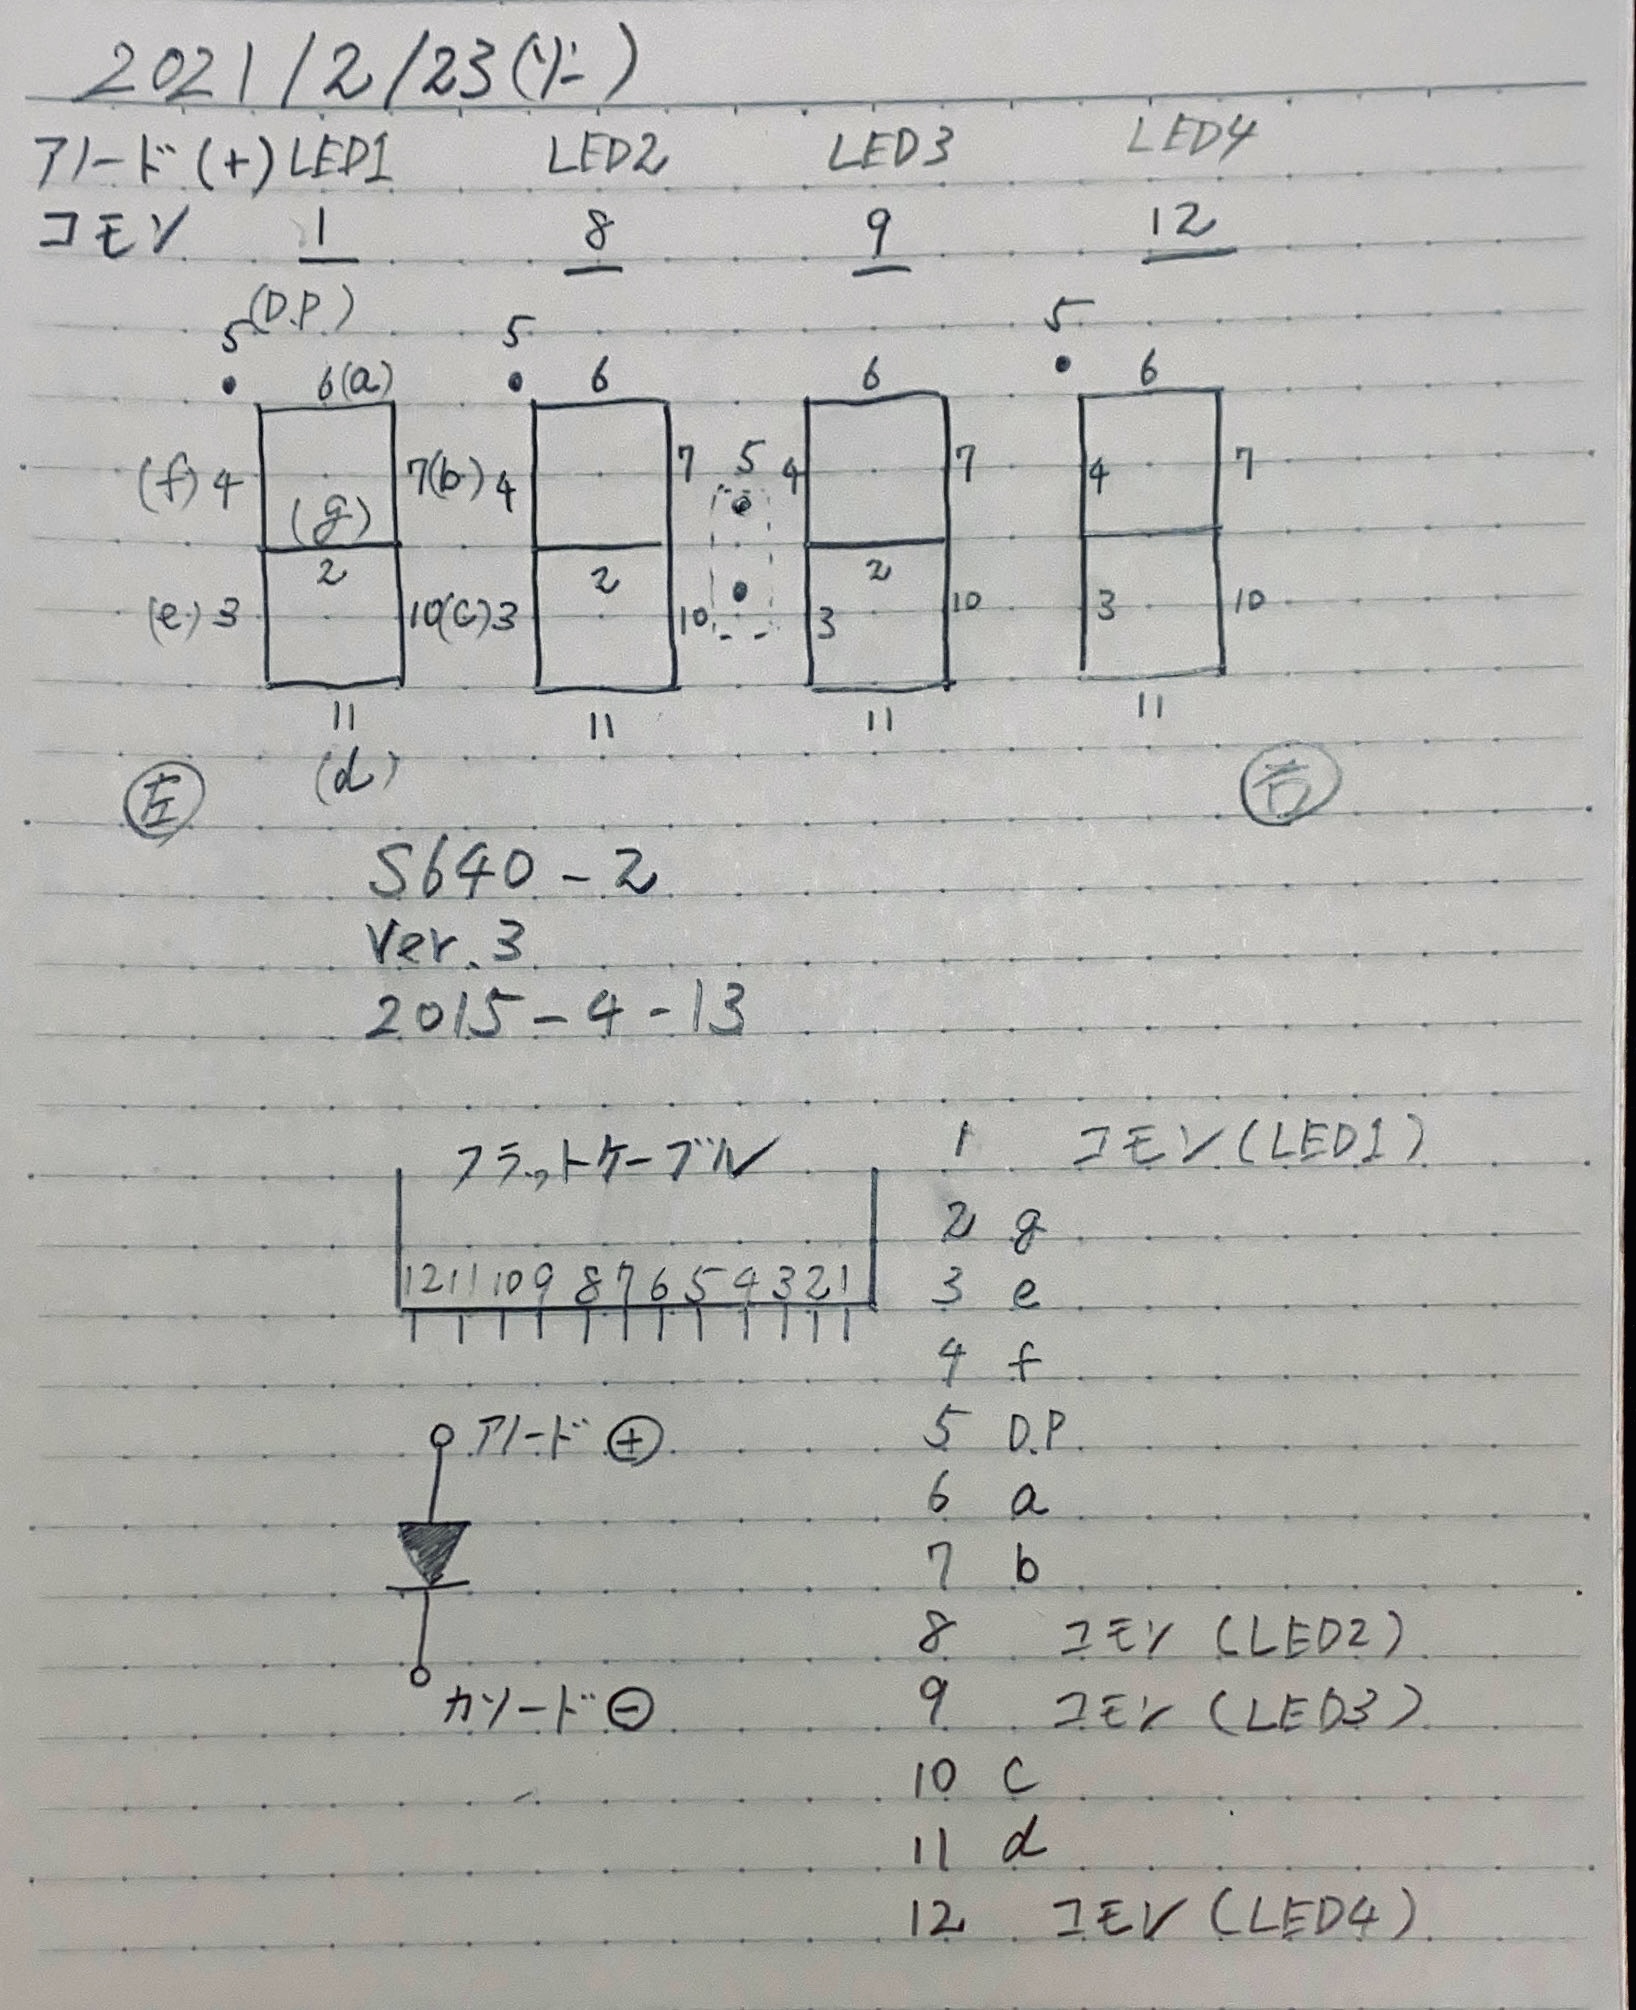 2021/2/23(火)
アノード(+) LED1 LED2 LED3 LED4
コモン 1 8 9 12
5 (D.P.) 5 5
6(a) 6 6 6
(f) 4 7(b) 4 7 5 4 7 4 7
(g)
2 2 2
(e) 3 10(c) 3 10 3 10 3 10
11 11 11 11
(d)
左 右
S640-2
Ver.3
2015-4-13
フラットケーブル
12 11 10 9 8 7 6 5 4 3 2 1
アノード ⊕
カソード ⊖
1 コモン(LED1)
2 g
3 e
4 f
5 D.P
6 a
7 b
8 コモン(LED2)
9 コモン(LED3)
10 c
11 d
12 コモン(LED4)